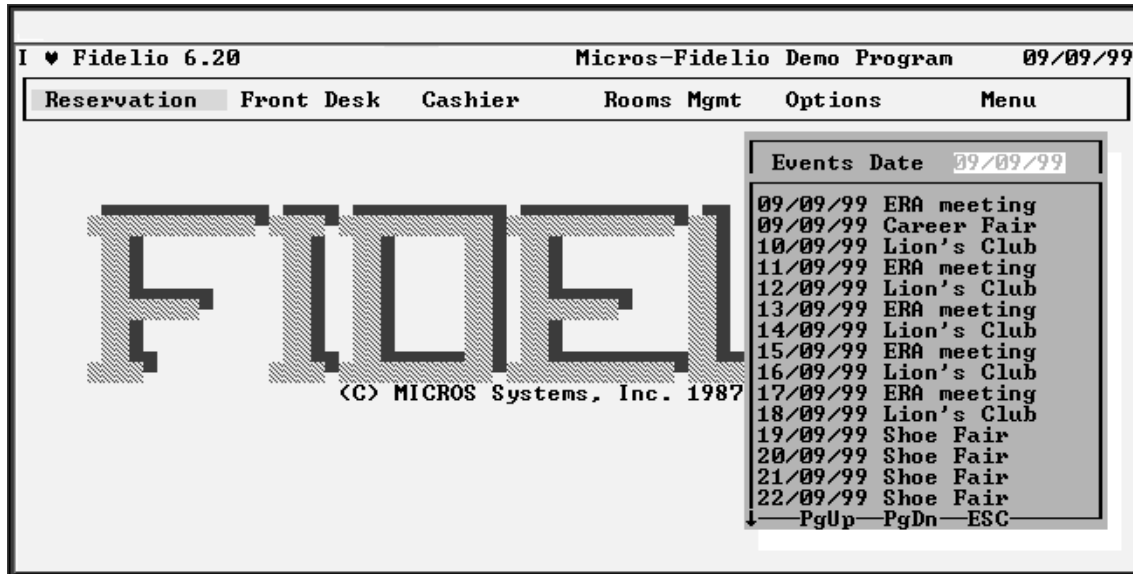 I ♥ Fidelio 6.20 Micros-Fidelio Demo Program 09/09/99
Reservation Front Desk Cashier Rooms Mgmt Options Menu
Events Date 09/09/99
FIDEL
(C) MICROS Systems, Inc. 1987
09/09/99 ERA meeting
09/09/99 Career Fair
10/09/99 Lion's Club
11/09/99 ERA meeting
12/09/99 Lion's Club
13/09/99 ERA meeting
14/09/99 Lion's Club
15/09/99 ERA meeting
16/09/99 Lion's Club
17/09/99 ERA meeting
18/09/99 Lion's Club
19/09/99 Shoe Fair
20/09/99 Shoe Fair
21/09/99 Shoe Fair
22/09/99 Shoe Fair
↓——PgUp—PgDn—ESC——